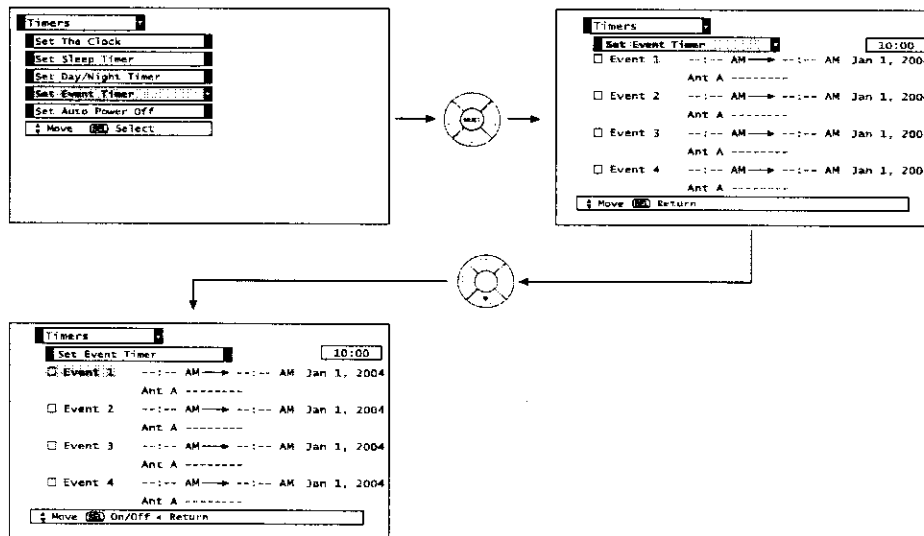 Timers
Set The Clock
Set Sleep Timer
Set Day/Night Timer
Set Event Timer
Set Auto Power Off
Move SEL Select
SELECT
Timers
Set Event Timer 10:00
Event 1 --:-- AM → --:-- AM Jan 1, 2004
Ant A --------
Event 2 --:-- AM → --:-- AM Jan 1, 200
Ant A --------
Event 3 --:-- AM → --:-- AM Jan 1, 200
Ant A --------
Event 4 --:-- AM → --:-- AM Jan 1, 200
Ant A --------
Move SEL Return
Timers
Set Event Timer 10:00
Event 1 --:-- AM → --:-- AM Jan 1, 2004
Ant A --------
Event 2 --:-- AM → --:-- AM Jan 1, 2004
Ant A --------
Event 3 --:-- AM → --:-- AM Jan 1, 2004
Ant A --------
Event 4 --:-- AM → --:-- AM Jan 1, 2004
Ant A --------
Move SEL On/Off ◂ Return